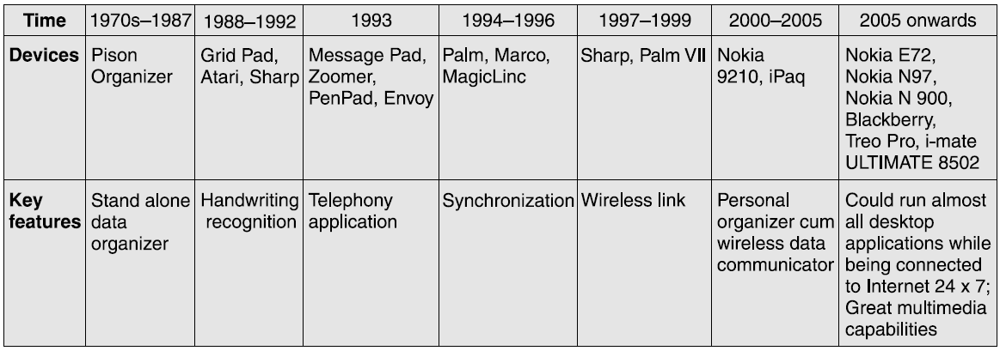 Time 1970s–1987 1988–1992 1993 1994–1996 1997–1999 2000–2005 2005 onwards
Devices
Pison
Organizer
Grid Pad,
Atari, Sharp
Message Pad,
Zoomer,
PenPad, Envoy
Palm, Marco,
MagicLinc
Sharp, Palm VII
Nokia
9210, iPaq
Nokia E72,
Nokia N97,
Nokia N 900,
Blackberry,
Treo Pro, i-mate
ULTIMATE 8502
Key
features
Stand alone
data
organizer
Handwriting
recognition
Telephony
application
Synchronization
Wireless link
Personal
organizer cum
wireless data
communicator
Could run almost
all desktop
applications while
being connected
to Internet 24 x 7;
Great multimedia
capabilities